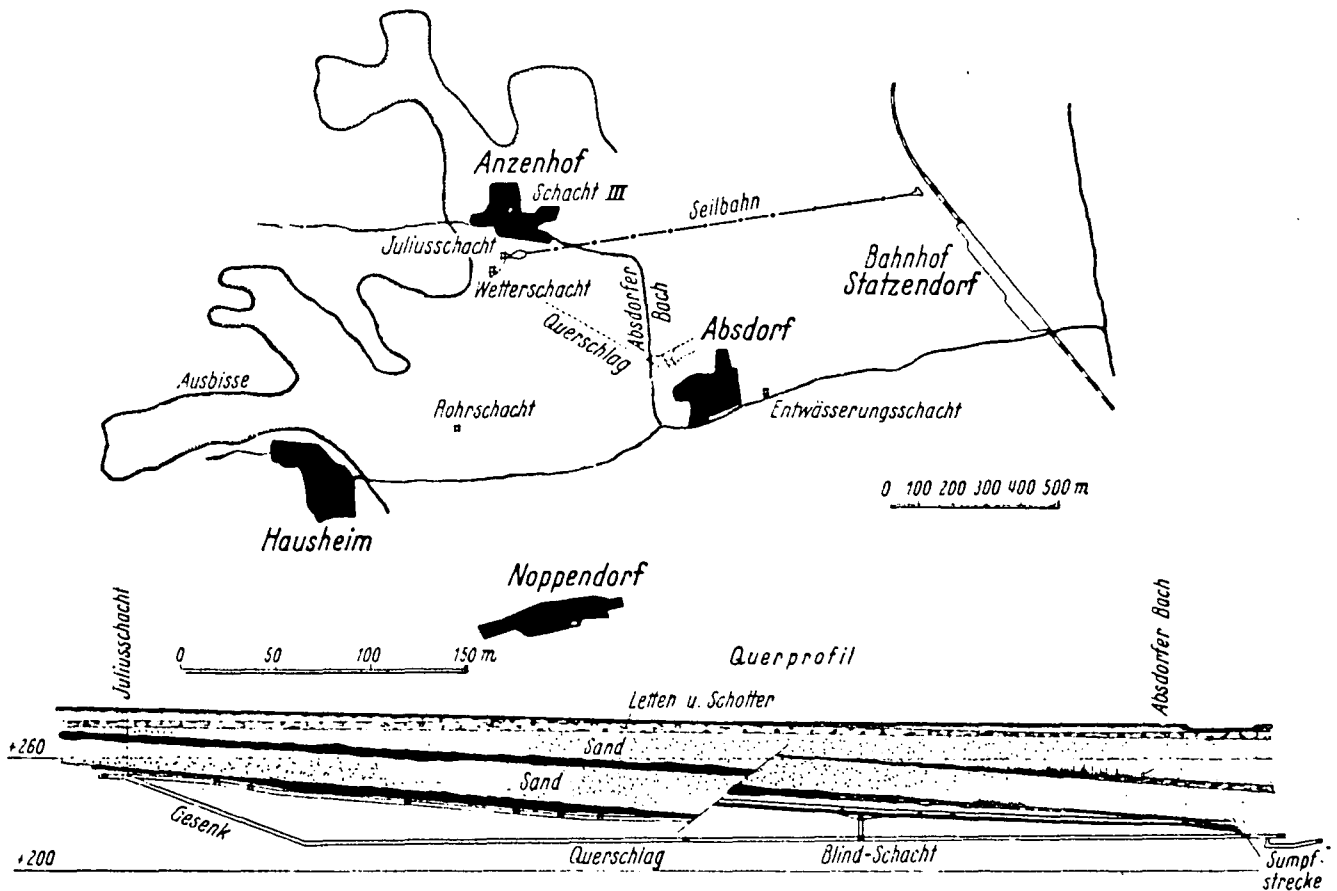 Anzenhof
Schacht III
Seilbahn
Juliusschacht
Wetterschacht
Absdorfer
Bach
Bahnhof
Statzendorf
Querschlag
Absdorf
Ausbisse
Rohrschacht
Entwässerungsschacht
0 100 200 300 400 500 m
Hausheim
Noppendorf
Juliusschacht
0 50 100 150 m
Querprofil
Absdorfer Bach
Letten u. Schotter
Sand
+260
Sand
Gesenk
Querschlag
Blind-Schacht
+200
Sumpf-
strecke